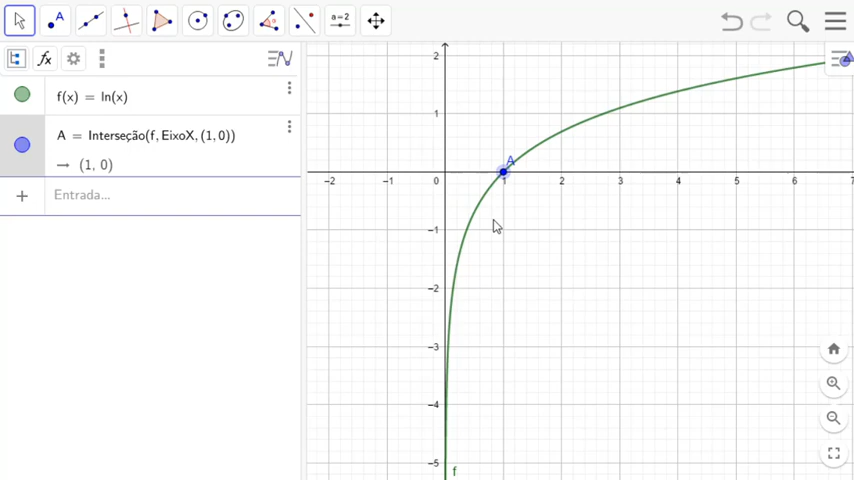 A
a=2
f(x) = ln(x)
A = Interseção(f, EixoX, (1, 0))
→ (1, 0)
+ Entrada...
2
1
A
−2 −1 0 1 2 3 4 5 6 7
−1
−2
−3
−4
−5
f